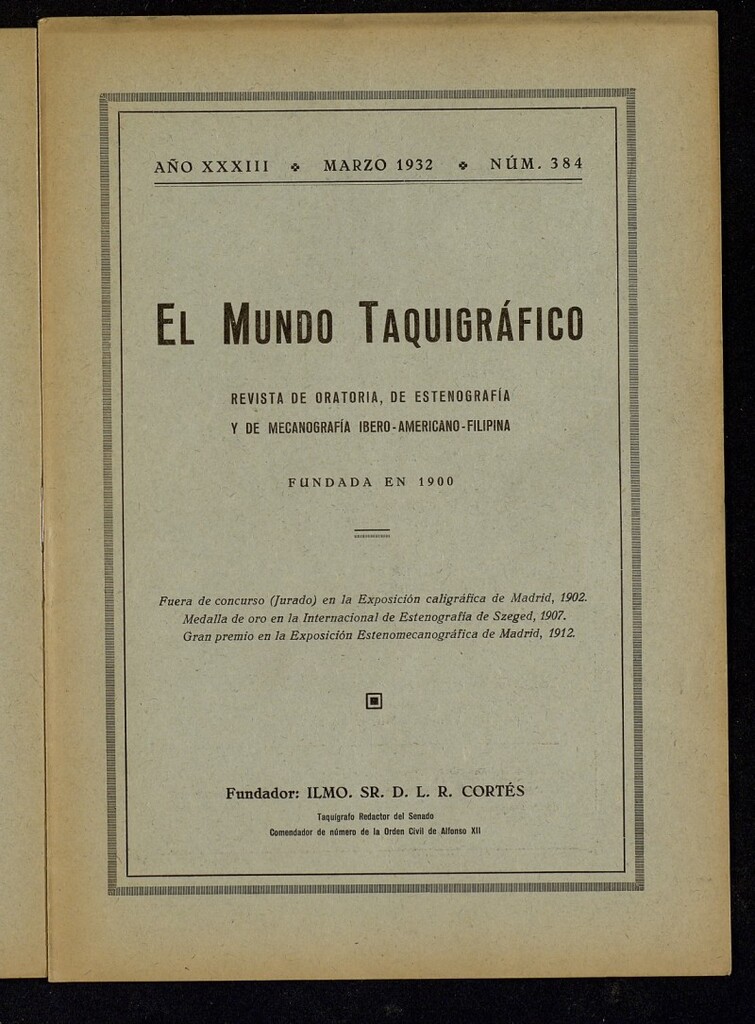 AÑO XXXIII ❖ MARZO 1932 ❖ NÚM. 384
EL MUNDO TAQUIGRÁFICO
REVISTA DE ORATORIA, DE ESTENOGRAFÍA
Y DE MECANOGRAFÍA IBERO-AMERICANO-FILIPINA
FUNDADA EN 1900
Fuera de concurso (Jurado) en la Exposición caligráfica de Madrid, 1902.
Medalla de oro en la Internacional de Estenografía de Szeged, 1907.
Gran premio en la Exposición Estenomecanográfica de Madrid, 1912.
Fundador: ILMO. SR. D. L. R. CORTÉS
Taquígrafo Redactor del Senado
Comendador de número de la Orden Civil de Alfonso XII